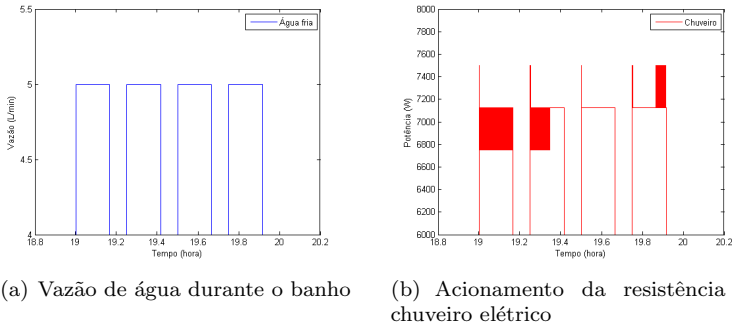 5.5
5
4.5
4
18.8 19 19.2 19.4 19.6 19.8 20 20.2
Tempo (hora)
Vazão (L/min)
Água fria
(a) Vazão de água durante o banho
8000
7800
7600
7400
7200
7000
6800
6600
6400
6200
6000
18.8 19 19.2 19.4 19.6 19.8 20 20.2
Tempo (hora)
Potência (W)
Chuveiro
(b) Acionamento da resistência
chuveiro elétrico